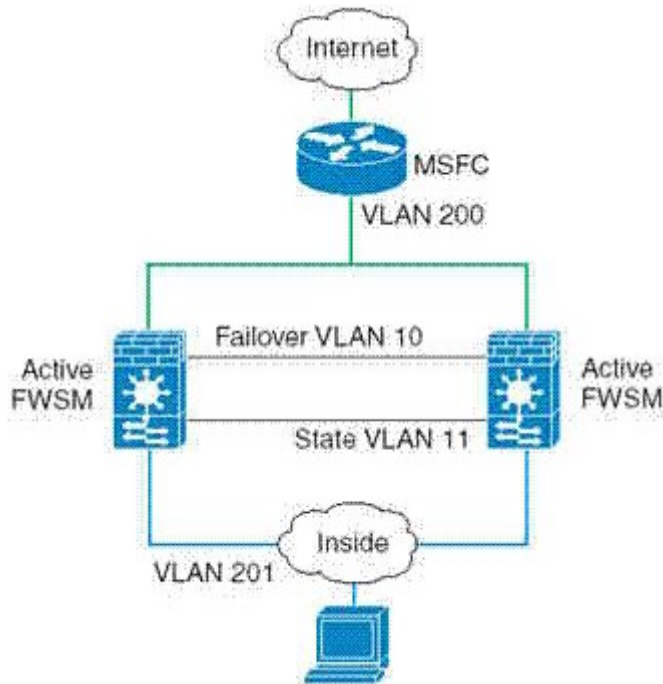 Internet
MSFC
VLAN 200
Failover VLAN 10
Active
FWSM
Active
FWSM
State VLAN 11
Inside
VLAN 201